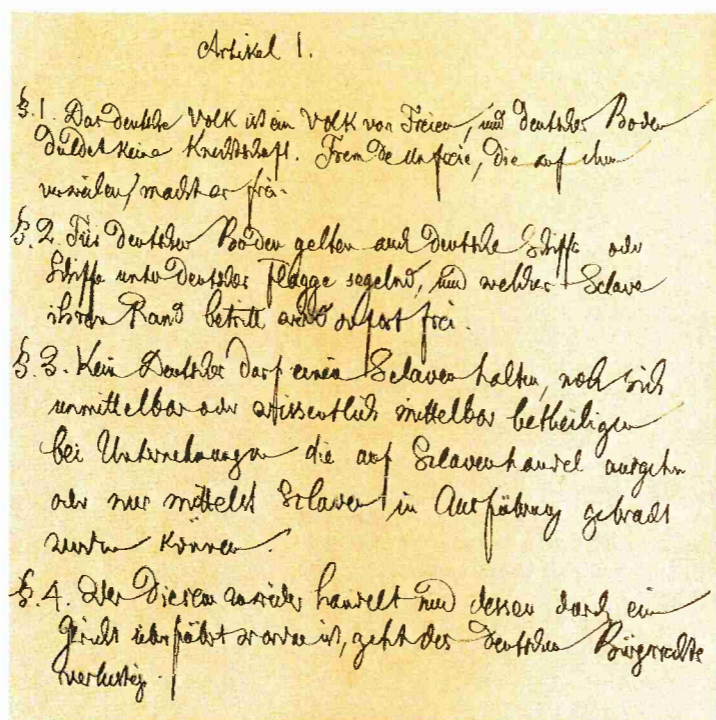 Artikel 1.
§. 1. Das deutsche Volk ist ein Volk von Freien, und deutscher Boden
duldet keine Knechtschaft. Fremde Unfreie, die auf ihm
verweilen, macht er frei.
§. 2. Für deutschen Boden gelten auch deutsche Schiffe oder
Schiffe unter deutscher Flagge segelnd, und welcher Sclave
ihren Rand betritt wird sofort frei.
§. 3. Kein Deutscher darf einen Sclaven halten, noch sich
unmittelbar oder wissentlich mittelbar betheiligen
bei Unternehmungen die auf Sclavenhandel ausgehn
oder nur mittelst Sclaven in Ausführung gebracht
werden können.
§. 4. Wer diesem zuwider handelt und dessen durch ein
Gericht überführt worden ist, geht des deutschen Bürgerrechts
verlustig.